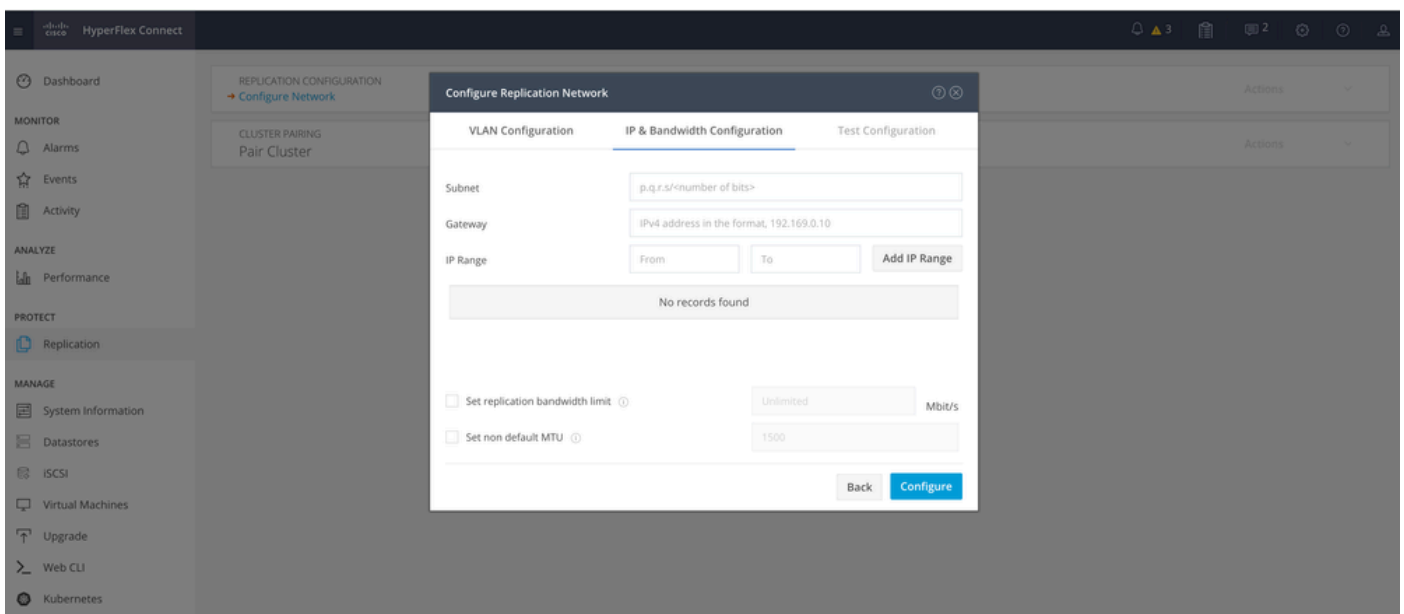 cisco HyperFlex Connect
3 2
Dashboard
MONITOR
Alarms
Events
Activity
ANALYZE
Performance
PROTECT
Replication
MANAGE
System Information
Datastores
iSCSI
Virtual Machines
Upgrade
Web CLI
Kubernetes
REPLICATION CONFIGURATION
Configure Network
Actions
CLUSTER PAIRING
Pair Cluster
Actions
Configure Replication Network
VLAN Configuration IP & Bandwidth Configuration Test Configuration
Subnet p.q.r.s/<number of bits>
Gateway IPv4 address in the format, 192.169.0.10
IP Range From To Add IP Range
No records found
Set replication bandwidth limit Unlimited Mbit/s
Set non default MTU 1500
Back Configure